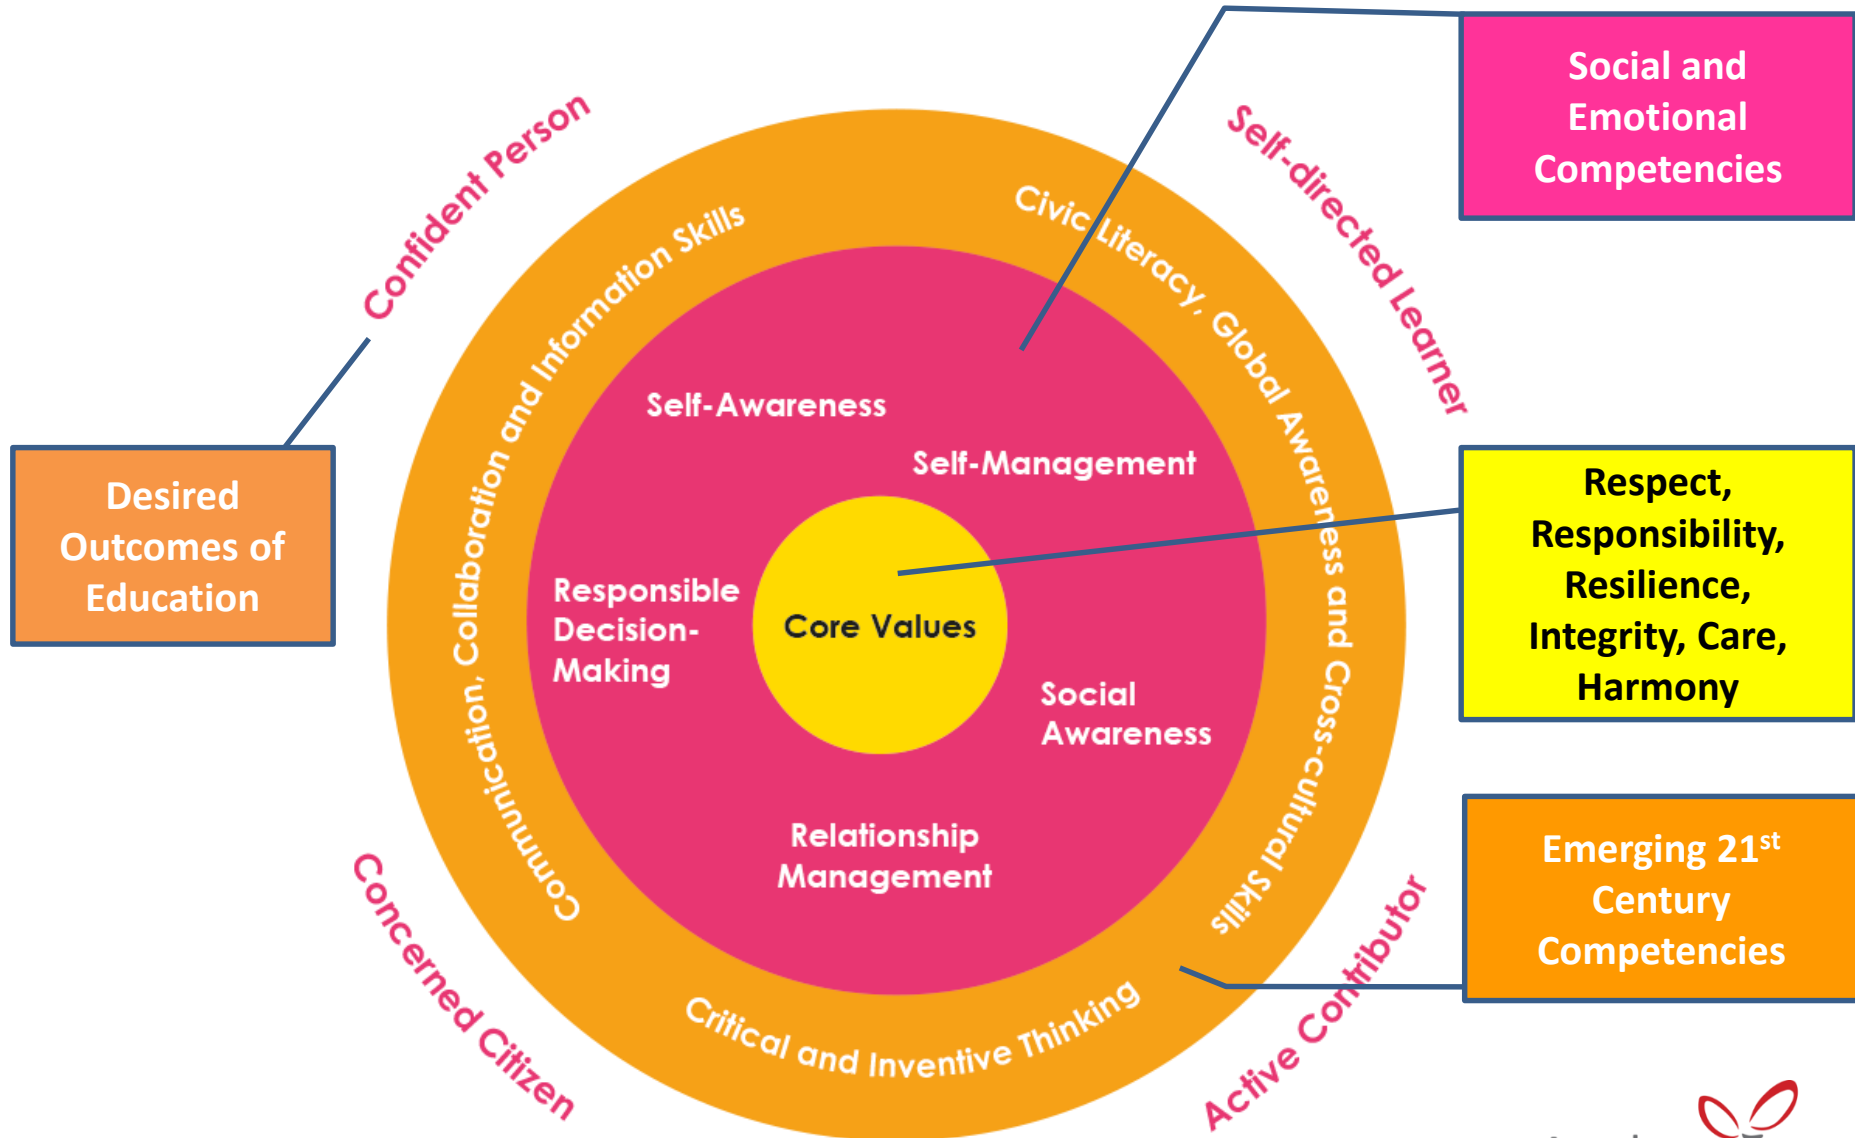 Social and
Emotional
Competencies
Confident Person
Self-directed Learner
Communication, Collaboration and Information Skills
Civic Literacy, Global Awareness and Cross-cultural Skills
Self-Awareness
Self-Management
Desired
Outcomes of
Education
Respect,
Responsibility,
Resilience,
Integrity, Care,
Harmony
Responsible
Decision-
Making
Core Values
Social
Awareness
Relationship
Management
Emerging 21st
Century
Competencies
Critical and Inventive Thinking
Concerned Citizen
Active Contributor